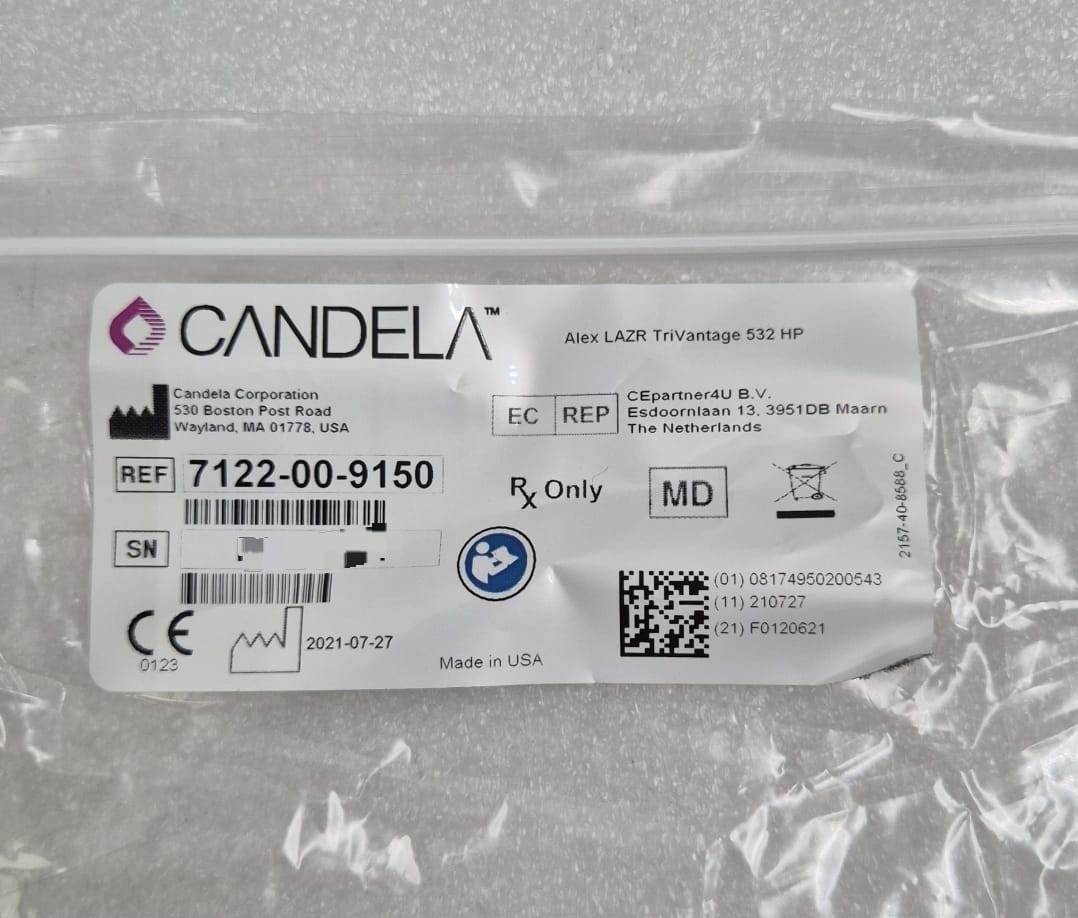 CANDELA™
Alex LAZR TriVantage 532 HP
Candela Corporation
530 Boston Post Road
Wayland, MA 01778, USA
EC REP
CEpartner4U B.V.
Esdoornlaan 13, 3951DB Maarn
The Netherlands
REF 7122-00-9150
Rx Only
MD
2157-40-8588_C
SN
(01) 08174950200543
(11) 210727
(21) F0120621
CE
0123
2021-07-27
Made in USA